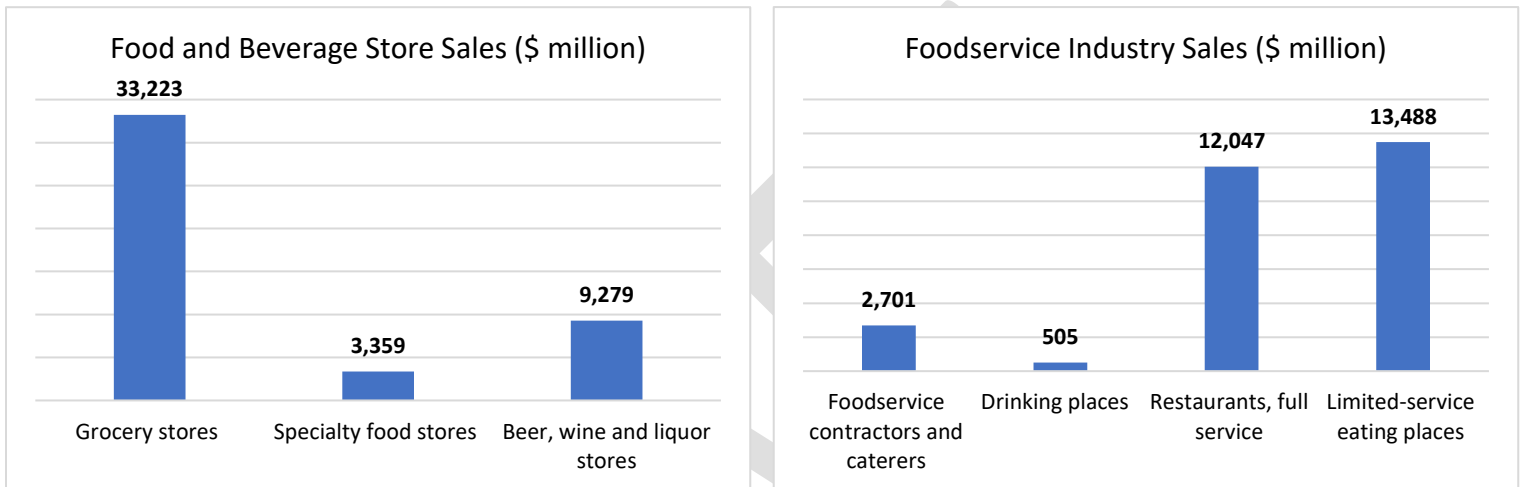 Food and Beverage Store Sales ($ million)
33,223
3,359
9,279
Grocery stores
Specialty food stores
Beer, wine and liquor
stores
Foodservice Industry Sales ($ million)
2,701
505
12,047
13,488
Foodservice
contractors and
caterers
Drinking places
Restaurants, full
service
Limited-service
eating places